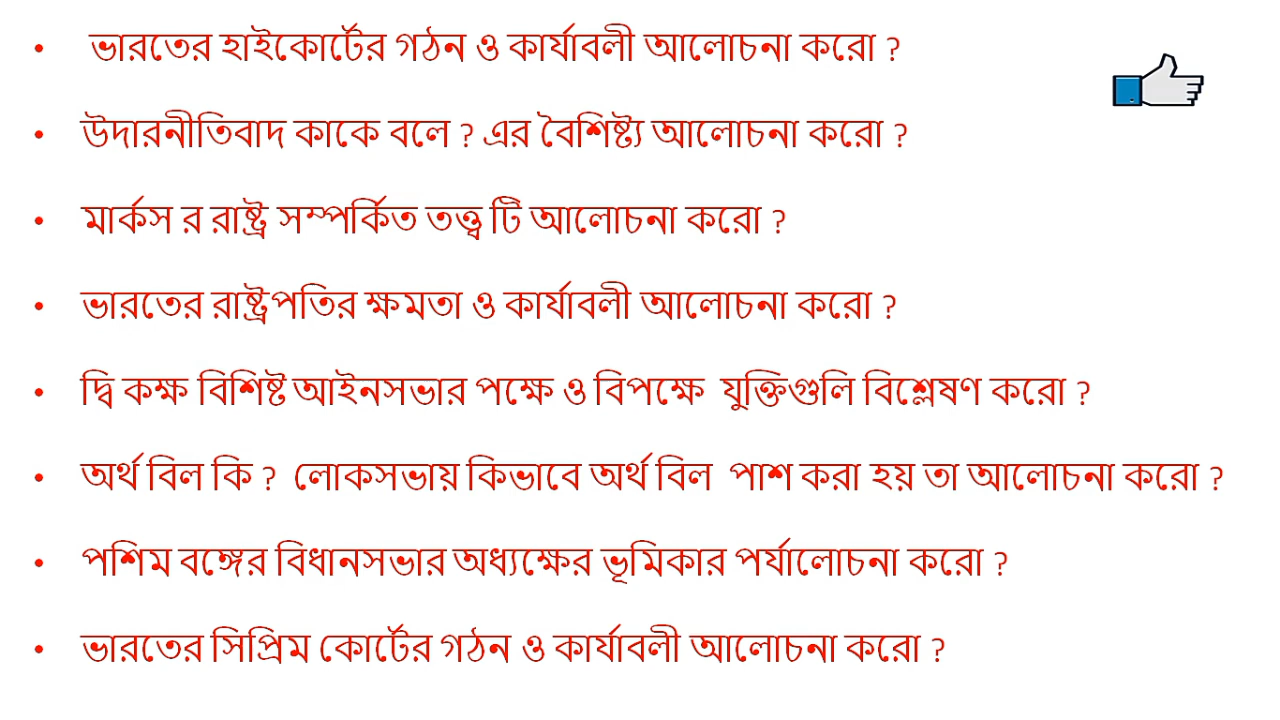 • ভারতের হাইকোর্টের গঠন ও কার্যাবলী আলোচনা করো ?
• উদারনীতিবাদ কাকে বলে ? এর বৈশিষ্ট্য আলোচনা করো ?
• মার্কস র রাষ্ট্র সম্পর্কিত তত্ত্ব টি আলোচনা করো ?
• ভারতের রাষ্ট্রপতির ক্ষমতা ও কার্যাবলী আলোচনা করো ?
• দ্বি কক্ষ বিশিষ্ট আইনসভার পক্ষে ও বিপক্ষে যুক্তিগুলি বিশ্লেষণ করো ?
• অর্থ বিল কি ? লোকসভায় কিভাবে অর্থ বিল পাশ করা হয় তা আলোচনা করো ?
• পশিম বঙ্গের বিধানসভার অধ্যক্ষের ভূমিকার পর্যালোচনা করো ?
• ভারতের সিপ্রিম কোর্টের গঠন ও কার্যাবলী আলোচনা করো ?